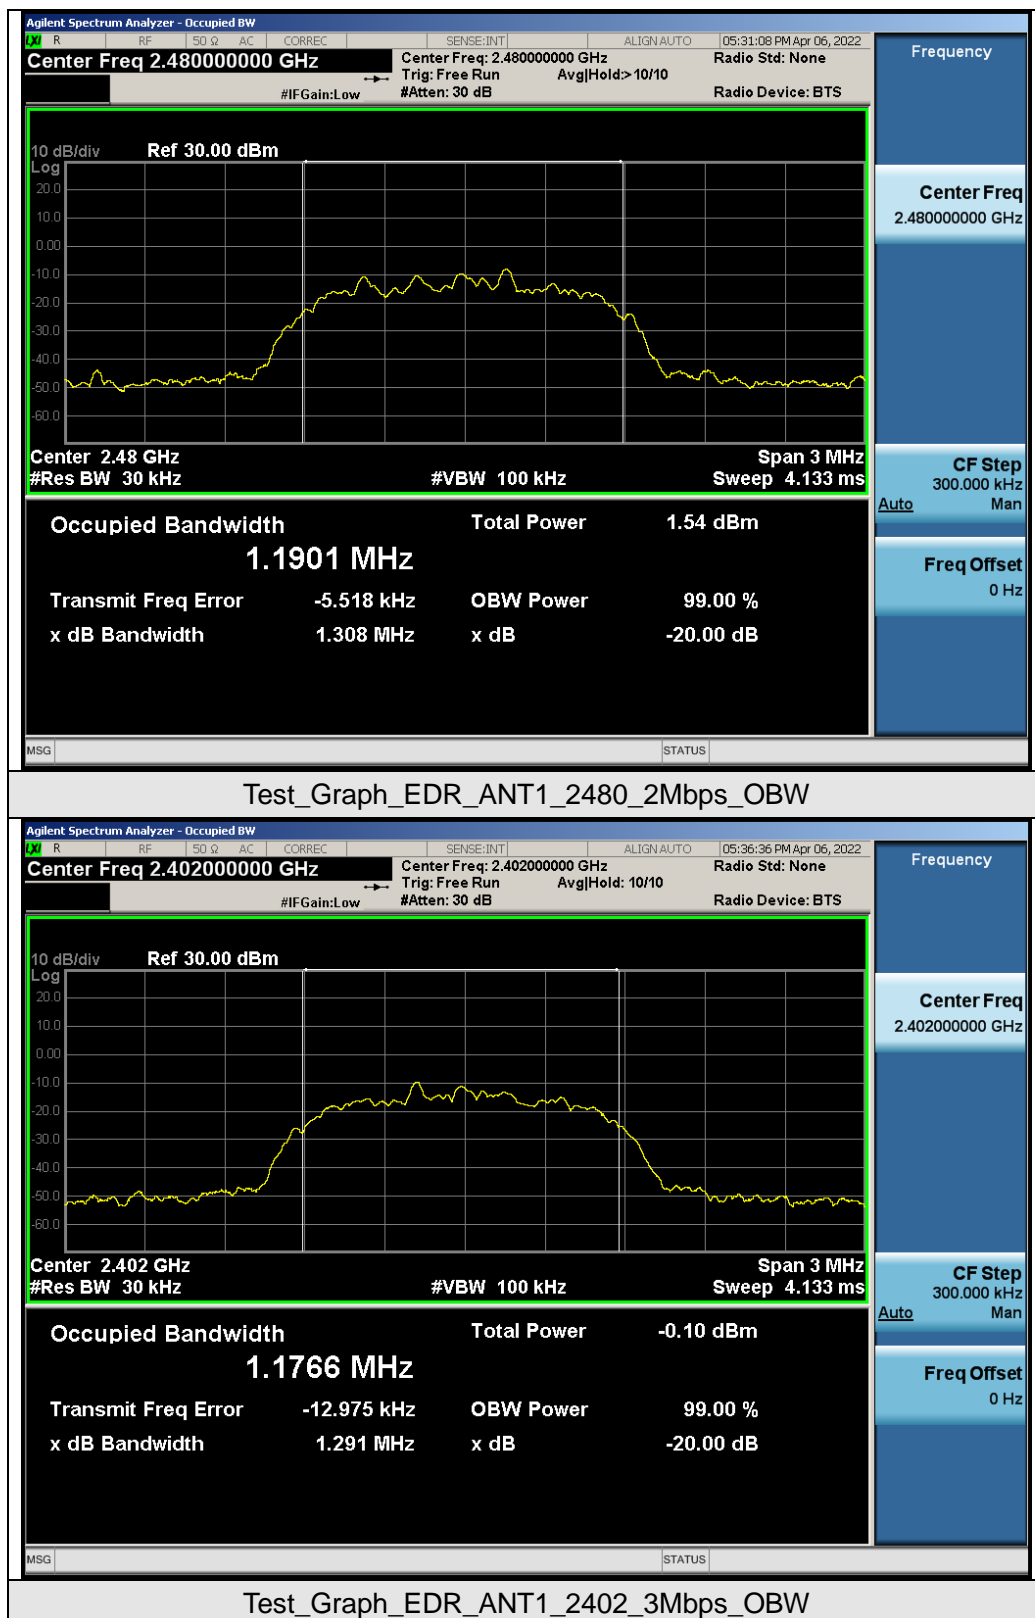 Agilent Spectrum Analyzer - Occupied BW
LXI R RF 50 Ω AC CORREC SENSE:INT ALIGN AUTO 05:31:08 PM Apr 06, 2022
Center Freq 2.480000000 GHz
Center Freq: 2.480000000 GHz
Radio Std: None
Trig: Free Run Avg|Hold:>10/10
#IFGain:Low
#Atten: 30 dB
Radio Device: BTS
10 dB/div Ref 30.00 dBm
Log
20.0
10.0
0.00
-10.0
-20.0
-30.0
-40.0
-50.0
-60.0
Center 2.48 GHz Span 3 MHz
#Res BW 30 kHz #VBW 100 kHz Sweep 4.133 ms
Occupied Bandwidth Total Power 1.54 dBm
1.1901 MHz
Transmit Freq Error -5.518 kHz OBW Power 99.00 %
x dB Bandwidth 1.308 MHz x dB -20.00 dB
MSG STATUS
Frequency
Center Freq
2.480000000 GHz
CF Step
300.000 kHz
Auto Man
Freq Offset
0 Hz
Test_Graph_EDR_ANT1_2480_2Mbps_OBW
Agilent Spectrum Analyzer - Occupied BW
LXI R RF 50 Ω AC CORREC SENSE:INT ALIGN AUTO 05:36:36 PM Apr 06, 2022
Center Freq 2.402000000 GHz
Center Freq: 2.402000000 GHz
Radio Std: None
Trig: Free Run Avg|Hold: 10/10
#IFGain:Low
#Atten: 30 dB
Radio Device: BTS
10 dB/div Ref 30.00 dBm
Log
20.0
10.0
0.00
-10.0
-20.0
-30.0
-40.0
-50.0
-60.0
Center 2.402 GHz Span 3 MHz
#Res BW 30 kHz #VBW 100 kHz Sweep 4.133 ms
Occupied Bandwidth Total Power -0.10 dBm
1.1766 MHz
Transmit Freq Error -12.975 kHz OBW Power 99.00 %
x dB Bandwidth 1.291 MHz x dB -20.00 dB
MSG STATUS
Frequency
Center Freq
2.402000000 GHz
CF Step
300.000 kHz
Auto Man
Freq Offset
0 Hz
Test_Graph_EDR_ANT1_2402_3Mbps_OBW